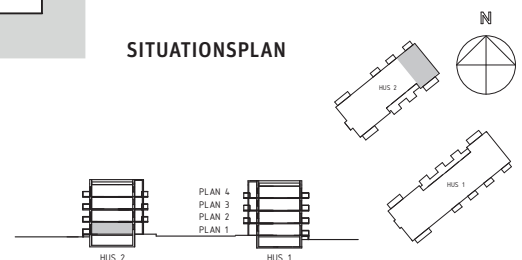 SITUATIONSPLAN
N
HUS 2
HUS 1
PLAN 4
PLAN 3
PLAN 2
PLAN 1
HUS 2
HUS 1